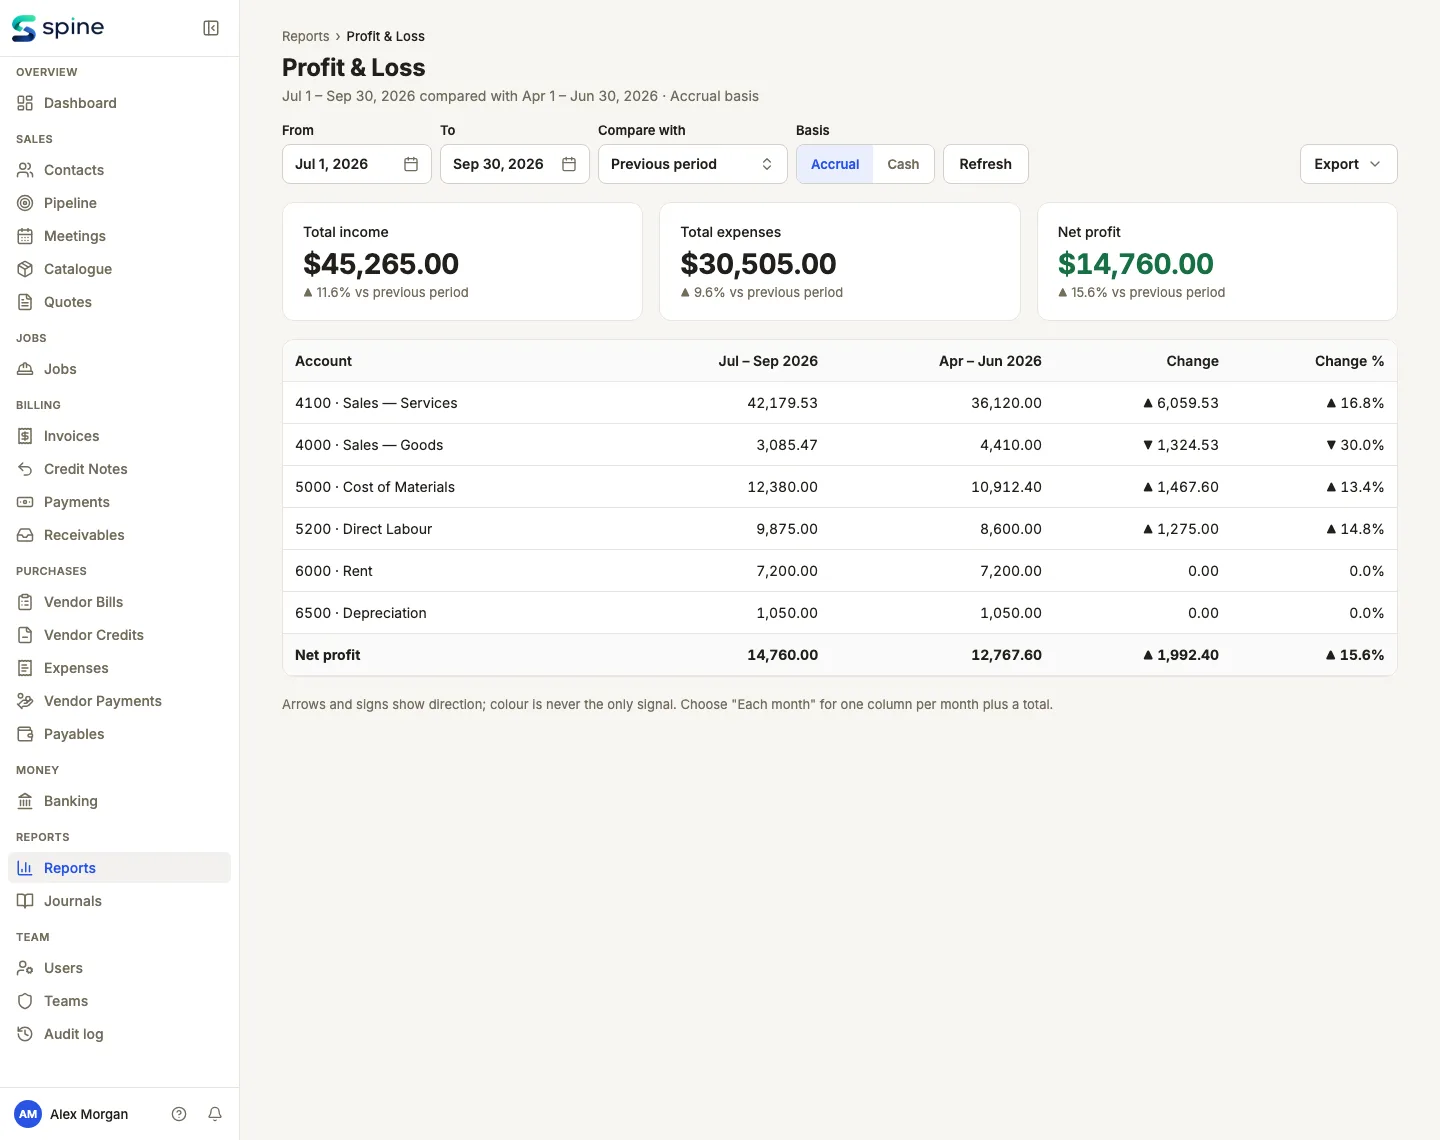 spine
OVERVIEW
Dashboard
SALES
Contacts
Pipeline
Meetings
Catalogue
Quotes
JOBS
Jobs
BILLING
Invoices
Credit Notes
Payments
Receivables
PURCHASES
Vendor Bills
Vendor Credits
Expenses
Vendor Payments
Payables
MONEY
Banking
REPORTS
Reports
Journals
TEAM
Users
Teams
Audit log
AM Alex Morgan
Reports › Profit & Loss
Profit & Loss
Jul 1 – Sep 30, 2026 compared with Apr 1 – Jun 30, 2026 · Accrual basis
From To Compare with Basis
Jul 1, 2026 Sep 30, 2026 Previous period Accrual Cash Refresh Export
Total income
$45,265.00
▲ 11.6% vs previous period
Total expenses
$30,505.00
▲ 9.6% vs previous period
Net profit
$14,760.00
▲ 15.6% vs previous period
Account Jul – Sep 2026 Apr – Jun 2026 Change Change %
4100 · Sales — Services 42,179.53 36,120.00 ▲ 6,059.53 ▲ 16.8%
4000 · Sales — Goods 3,085.47 4,410.00 ▼ 1,324.53 ▼ 30.0%
5000 · Cost of Materials 12,380.00 10,912.40 ▲ 1,467.60 ▲ 13.4%
5200 · Direct Labour 9,875.00 8,600.00 ▲ 1,275.00 ▲ 14.8%
6000 · Rent 7,200.00 7,200.00 0.00 0.0%
6500 · Depreciation 1,050.00 1,050.00 0.00 0.0%
Net profit 14,760.00 12,767.60 ▲ 1,992.40 ▲ 15.6%
Arrows and signs show direction; colour is never the only signal. Choose "Each month" for one column per month plus a total.